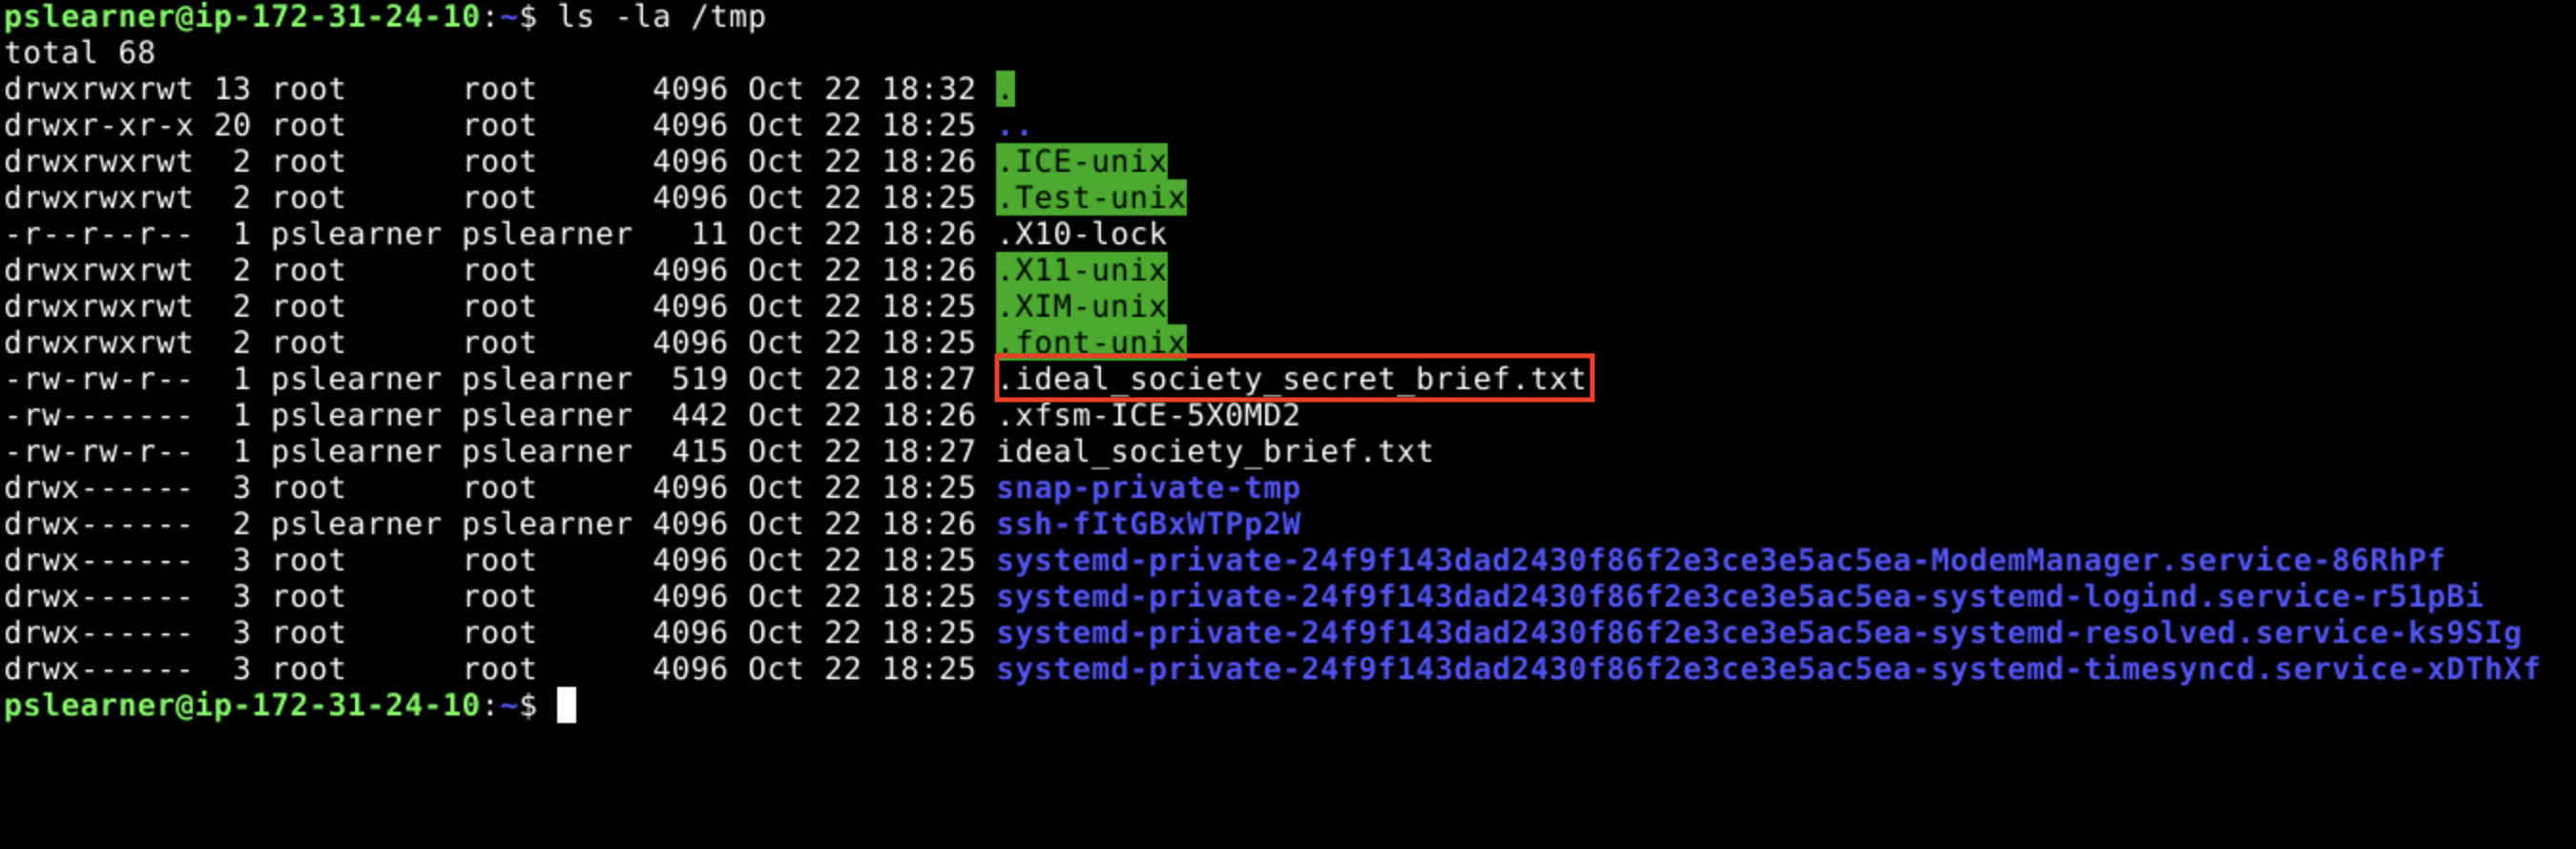 pslearner@ip-172-31-24-10:~$ ls -la /tmp
total 68
drwxrwxrwt 13 root      root      4096 Oct 22 18:32 .
drwxr-xr-x 20 root      root      4096 Oct 22 18:25 ..
drwxrwxrwt  2 root      root      4096 Oct 22 18:26 .ICE-unix
drwxrwxrwt  2 root      root      4096 Oct 22 18:25 .Test-unix
-r--r--r--  1 pslearner pslearner   11 Oct 22 18:26 .X10-lock
drwxrwxrwt  2 root      root      4096 Oct 22 18:26 .X11-unix
drwxrwxrwt  2 root      root      4096 Oct 22 18:25 .XIM-unix
drwxrwxrwt  2 root      root      4096 Oct 22 18:25 .font-unix
-rw-rw-r--  1 pslearner pslearner  519 Oct 22 18:27 .ideal_society_secret_brief.txt
-rw-------  1 pslearner pslearner  442 Oct 22 18:26 .xfsm-ICE-5X0MD2
-rw-rw-r--  1 pslearner pslearner  415 Oct 22 18:27 ideal_society_brief.txt
drwx------  3 root      root      4096 Oct 22 18:25 snap-private-tmp
drwx------  2 pslearner pslearner 4096 Oct 22 18:26 ssh-fItGBxWTPp2W
drwx------  3 root      root      4096 Oct 22 18:25 systemd-private-24f9f143dad2430f86f2e3ce3e5ac5ea-ModemManager.service-86RhPf
drwx------  3 root      root      4096 Oct 22 18:25 systemd-private-24f9f143dad2430f86f2e3ce3e5ac5ea-systemd-logind.service-r51pBi
drwx------  3 root      root      4096 Oct 22 18:25 systemd-private-24f9f143dad2430f86f2e3ce3e5ac5ea-systemd-resolved.service-ks9SIg
drwx------  3 root      root      4096 Oct 22 18:25 systemd-private-24f9f143dad2430f86f2e3ce3e5ac5ea-systemd-timesyncd.service-xDThXf
pslearner@ip-172-31-24-10:~$